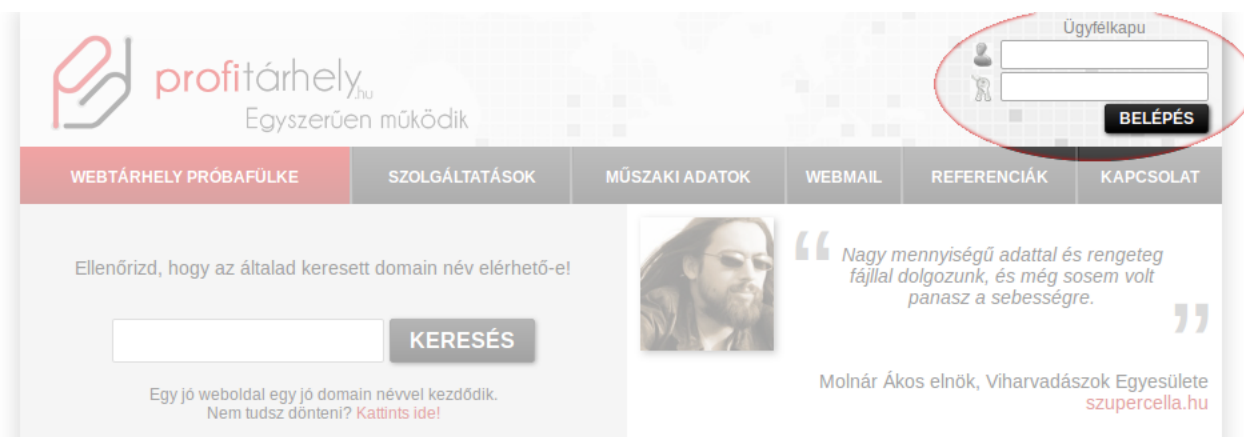 Ügyfélkapu
profitárhely.hu
Egyszerűen működik
BELÉPÉS
WEBTÁRHELY PRÓBAFÜLKE SZOLGÁLTATÁSOK MŰSZAKI ADATOK WEBMAIL REFERENCIÁK KAPCSOLAT
Ellenőrizd, hogy az általad keresett domain név elérhető-e!
KERESÉS
Egy jó weboldal egy jó domain névvel kezdődik.
Nem tudsz dönteni? Kattints ide!
“ Nagy mennyiségű adattal és rengeteg
fájllal dolgozunk, és még sosem volt
panasz a sebességre.
”
Molnár Ákos elnök, Viharvadászok Egyesülete
szupercella.hu